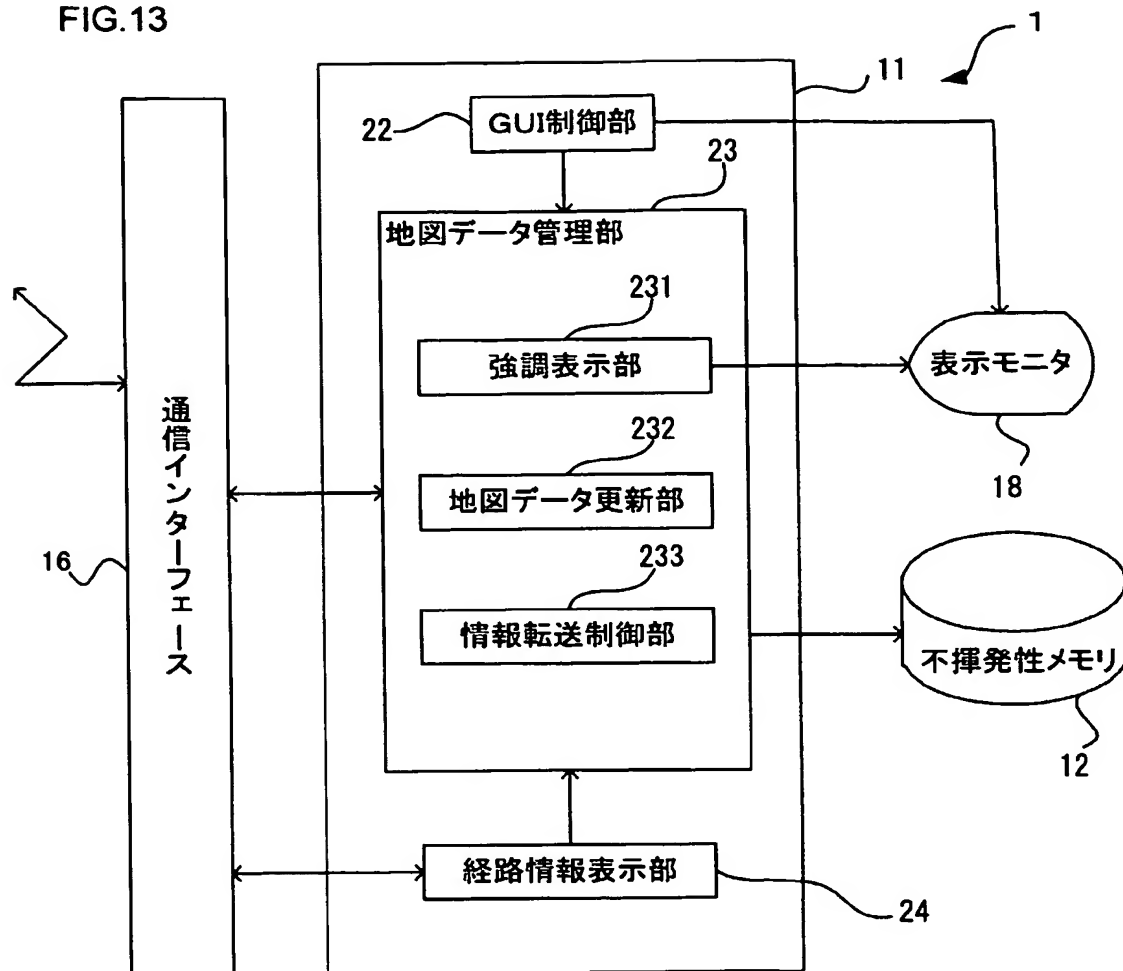 FIG.13
1
11
22
GUI制御部
23
地図データ管理部
231
強調表示部
表示モニタ
18
232
地図データ更新部
通信インターフェース
16
233
情報転送制御部
不揮発性メモリ
12
経路情報表示部
24